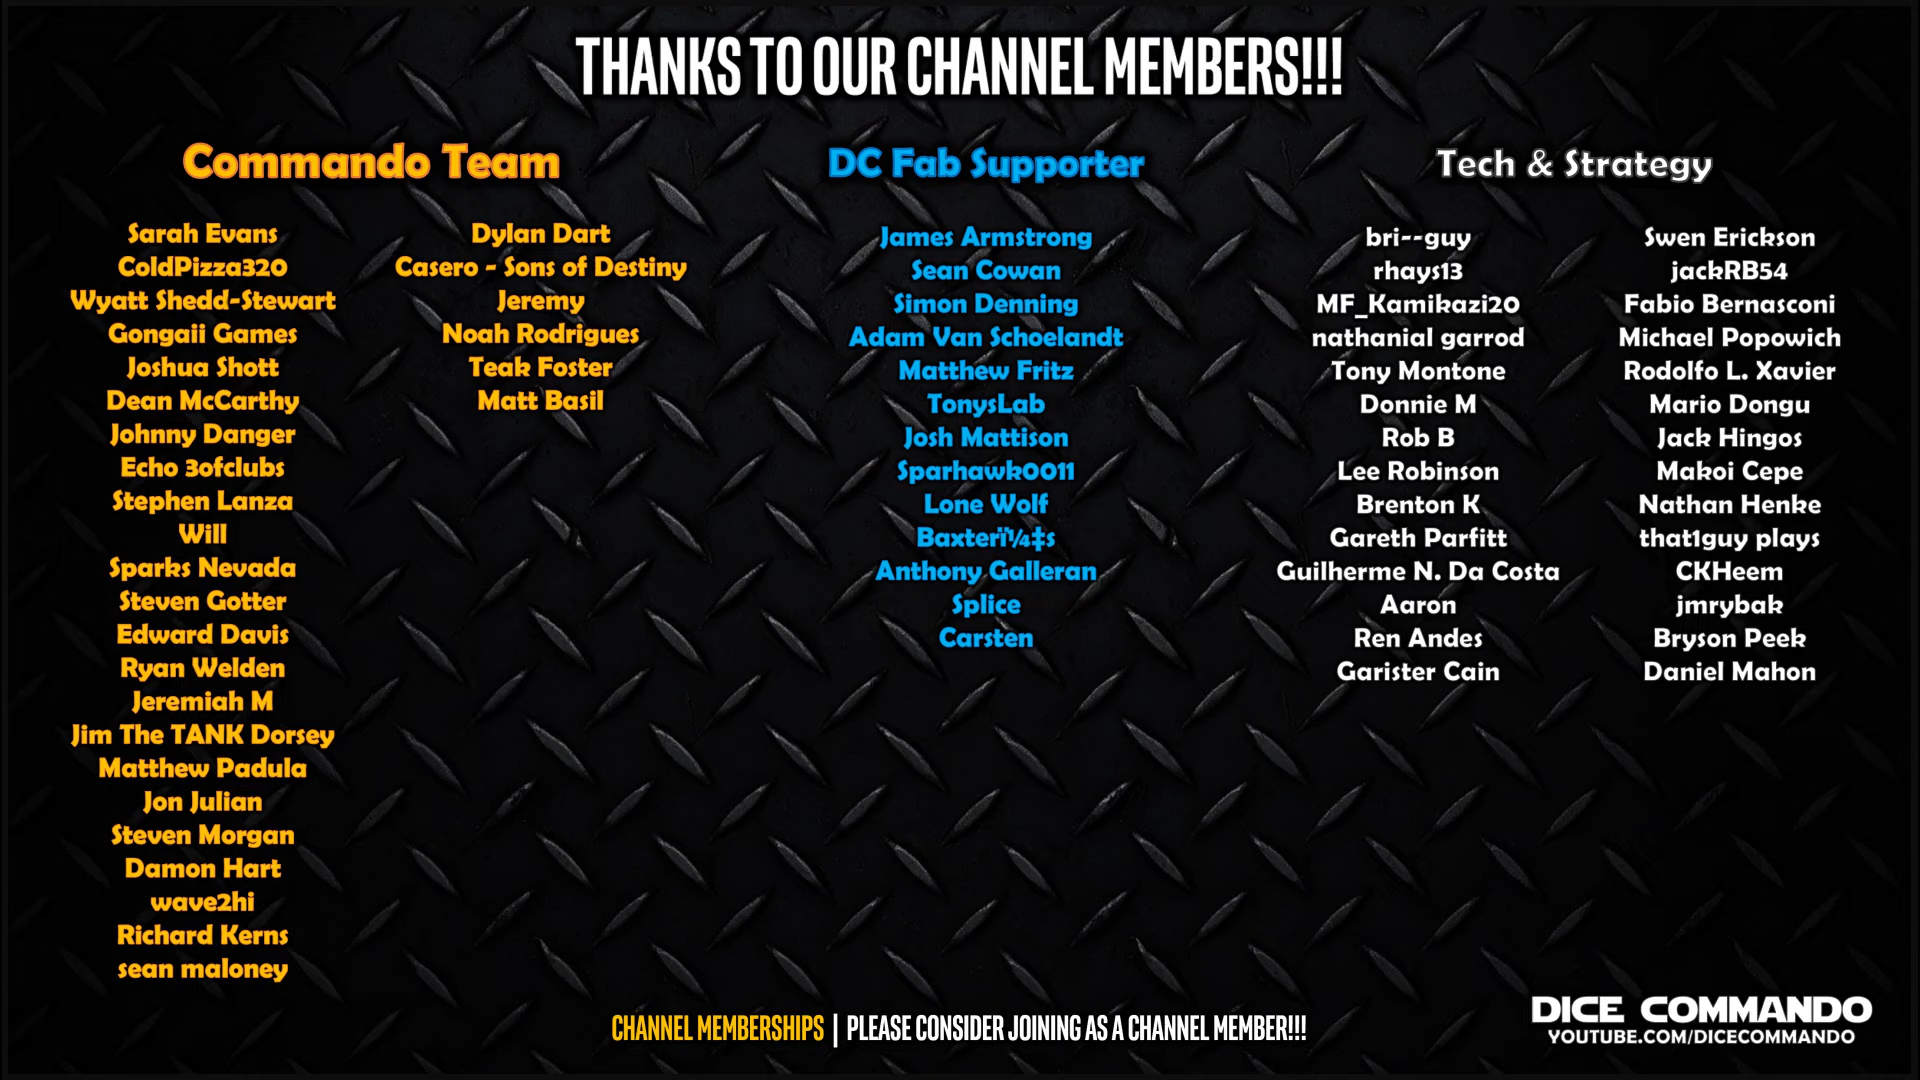 THANKS TO OUR CHANNEL MEMBERS!!!
Commando Team
Sarah Evans
ColdPizza320
Wyatt Shedd-Stewart
Gongaii Games
Joshua Shott
Dean McCarthy
Johnny Danger
Echo 3ofclubs
Stephen Lanza
Will
Sparks Nevada
Steven Gotter
Edward Davis
Ryan Welden
Jeremiah M
Jim The TANK Dorsey
Matthew Padula
Jon Julian
Steven Morgan
Damon Hart
wave2hi
Richard Kerns
sean maloney
Dylan Dart
Casero - Sons of Destiny
Jeremy
Noah Rodrigues
Teak Foster
Matt Basil
DC Fab Supporter
James Armstrong
Sean Cowan
Simon Denning
Adam Van Schoelandt
Matthew Fritz
TonysLab
Josh Mattison
Sparhawk0011
Lone Wolf
Baxterï¼‡s
Anthony Galleran
Splice
Carsten
Tech & Strategy
bri--guy
rhays13
MF_Kamikazi20
nathanial garrod
Tony Montone
Donnie M
Rob B
Lee Robinson
Brenton K
Gareth Parfitt
Guilherme N. Da Costa
Aaron
Ren Andes
Garister Cain
Swen Erickson
jackRB54
Fabio Bernasconi
Michael Popowich
Rodolfo L. Xavier
Mario Dongu
Jack Hingos
Makoi Cepe
Nathan Henke
that1guy plays
CKHeem
jmrybak
Bryson Peek
Daniel Mahon
CHANNEL MEMBERSHIPS | PLEASE CONSIDER JOINING AS A CHANNEL MEMBER!!!
DICE COMMANDO
YOUTUBE.COM/DICECOMMANDO